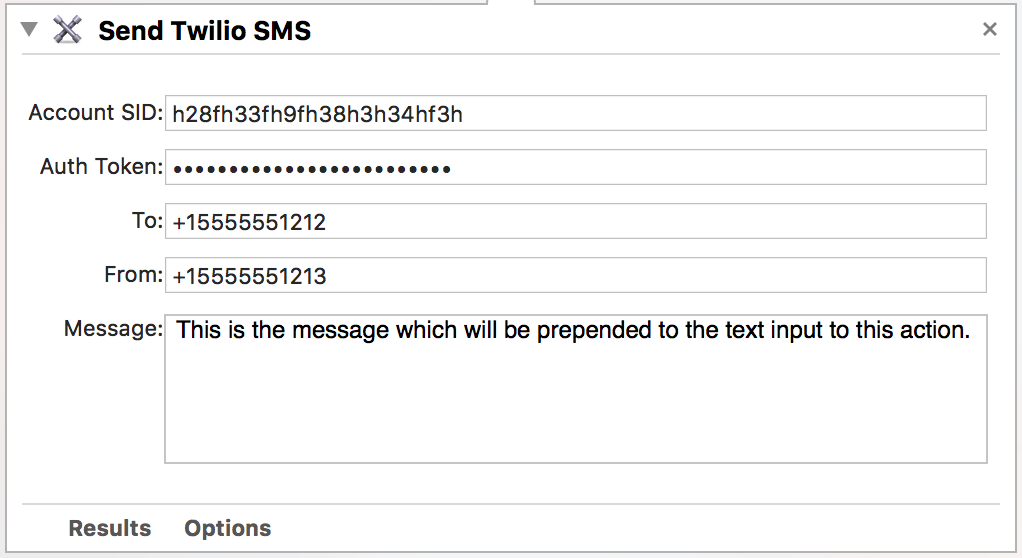 Send Twilio SMS
Account SID: h28fh33fh9fh38h3h34hf3h
Auth Token: •••••••••••••••••••••••••
To: +15555551212
From: +15555551213
Message: This is the message which will be prepended to the text input to this action.
Results Options